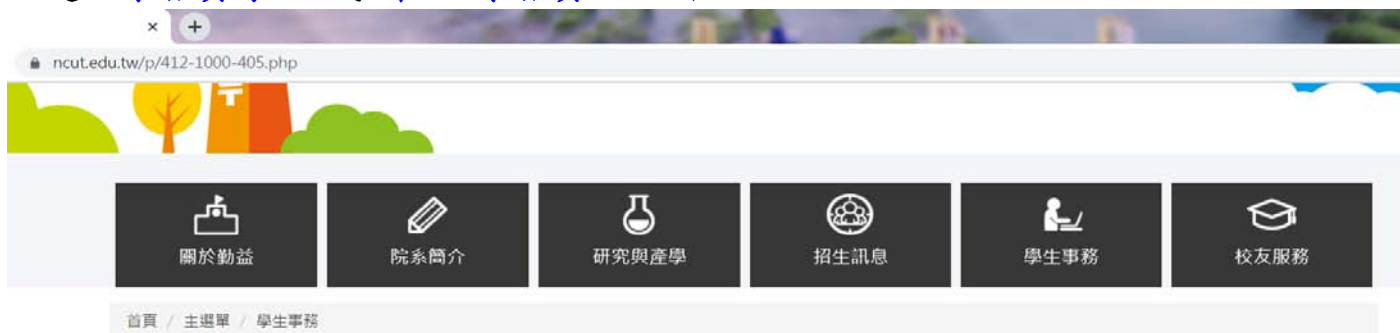 × +
ncut.edu.tw/p/412-1000-405.php
關於勤益 院系簡介 研究與產學 招生訊息 學生事務 校友服務
首頁 / 主選單 / 學生事務